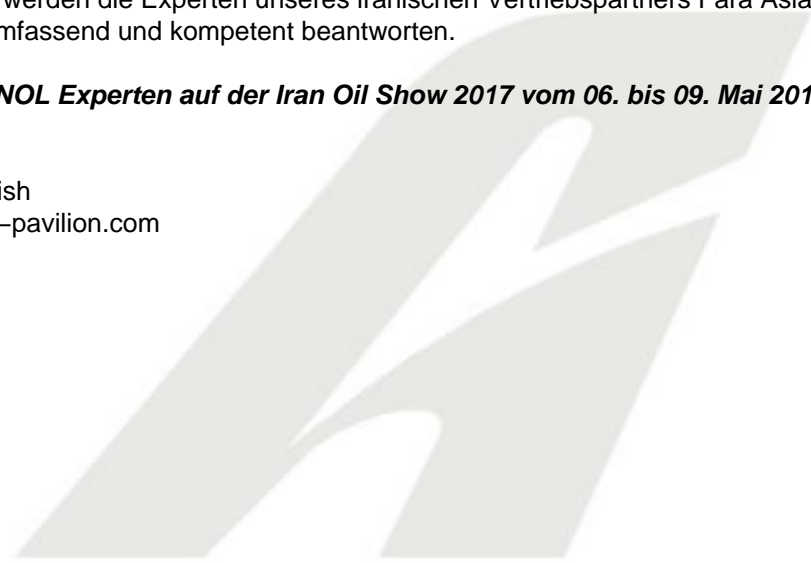 werden die Experten unseres iranischen Vertriebspartners Fara Asia
mfassend und kompetent beantworten.
NOL Experten auf der Iran Oil Show 2017 vom 06. bis 09. Mai 201
ish
–pavilion.com